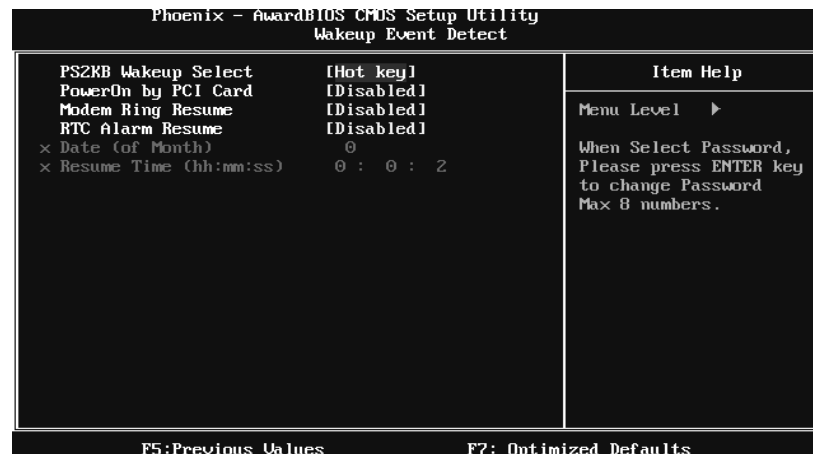 Phoenix - AwardBIOS CMOS Setup Utility
Wakeup Event Detect
PS2KB Wakeup Select [Hot key]
PowerOn by PCI Card [Disabled]
Modem Ring Resume [Disabled]
RTC Alarm Resume [Disabled]
x Date (of Month) 0
x Resume Time (hh:mm:ss) 0 : 0 : 2
Item Help
Menu Level ▶
When Select Password,
Please press ENTER key
to change Password
Max 8 numbers.
F5:Previous Values F7: Optimized Defaults